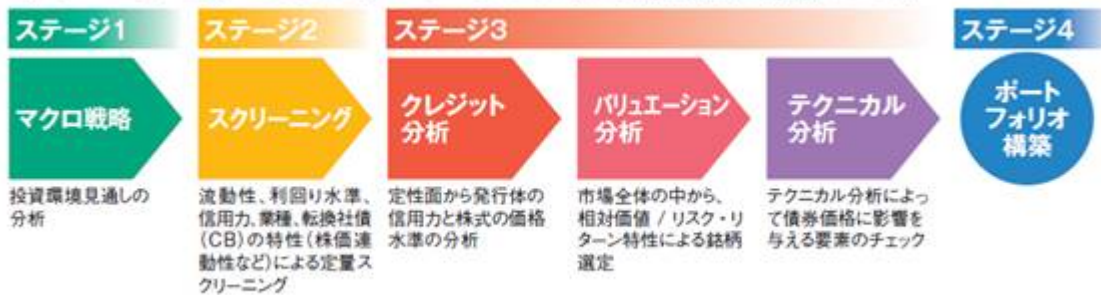 ステージ1
ステージ2
ステージ3
ステージ4
マクロ戦略
スクリーニング
クレジット
分析
バリュエーション
分析
テクニカル
分析
ポート
フォリオ
構築
投資環境見通しの
分析
流動性、利回り水準、
信用力、業種、転換社債
(CB)の特性(株価連
動性など)による定量ス
クリーニング
定性面から発行体の
信用力と株式の価格
水準の分析
市場全体の中から、
相対価値 / リスク・リ
ターン特性による銘柄
選定
テクニカル分析によっ
て債券価格に影響を
与える要素のチェック